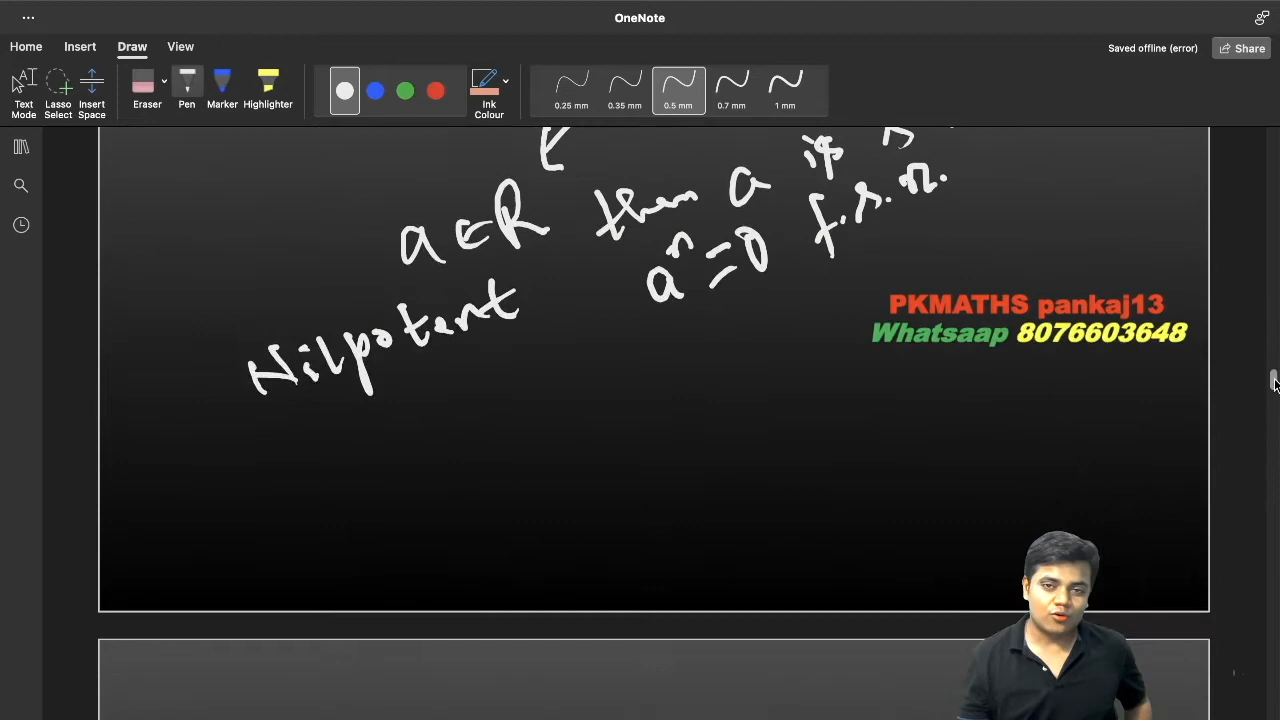 OneNote
Home Insert Draw View
Saved offline (error) Share
Text Mode Lasso Select Insert Space Eraser Pen Marker Highlighter Ink Colour 0.25 mm 0.35 mm 0.5 mm 0.7 mm 1 mm
a ∈ R then a is
aⁿ = 0 f.s.n.
Nilpotent
PKMATHS pankaj13
Whatsaap 8076603648